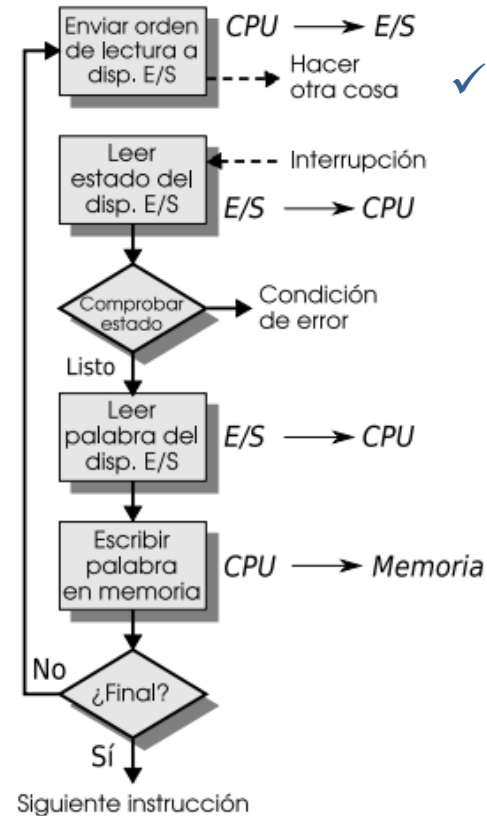 Enviar orden
de lectura a
disp. E/S
CPU → E/S
Hacer
otra cosa ✓
Leer
estado del
disp. E/S
Interrupción
E/S → CPU
Comprobar
estado
Condición
de error
Listo
Leer
palabra del
disp. E/S
E/S → CPU
Escribir
palabra
en memoria
CPU → Memoria
No
¿Final?
Sí
Siguiente instrucción